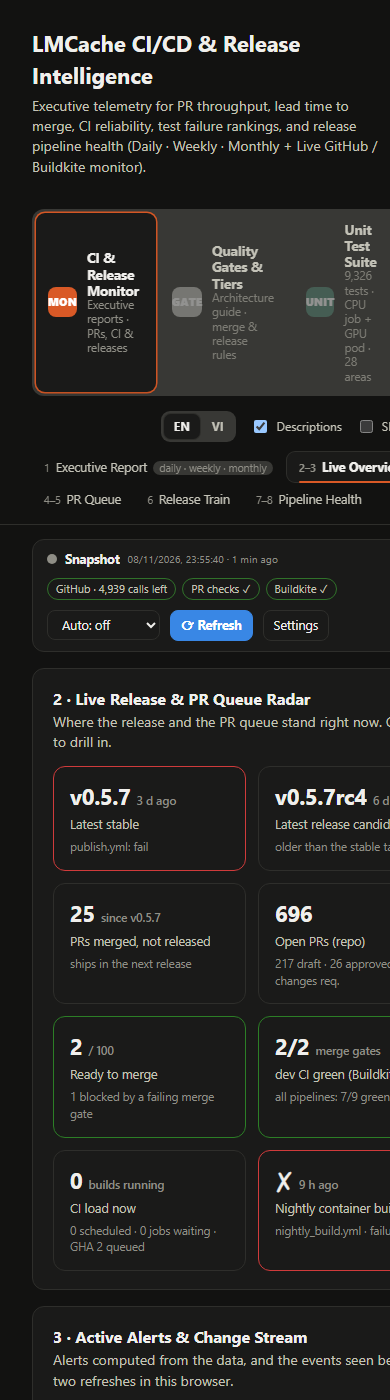 LMCache CI/CD & Release
Intelligence
Executive telemetry for PR throughput, lead time to
merge, CI reliability, test failure rankings, and release
pipeline health (Daily · Weekly · Monthly + Live GitHub /
Buildkite monitor).
MON
CI &
Release
Monitor
Executive
reports ·
PRs, CI &
releases
GATE
Quality
Gates &
Tiers
Architecture
guide ·
merge &
release
rules
UNIT
Unit
Test
Suite
9,326
tests ·
CPU
job +
GPU
pod ·
28
areas
EN VI Descriptions
1 Executive Report daily · weekly · monthly 2–3 Live Overvi
4–5 PR Queue 6 Release Train 7–8 Pipeline Health
Snapshot 08/11/2026, 23:55:40 · 1 min ago
GitHub · 4,939 calls left PR checks ✓ Buildkite ✓
Auto: off ⟳ Refresh Settings
2 · Live Release & PR Queue Radar
Where the release and the PR queue stand right now.
to drill in.
v0.5.7 3 d ago
Latest stable
publish.yml: fail
v0.5.7rc4 6 d
Latest release candid
older than the stable ta
25 since v0.5.7
PRs merged, not released
ships in the next release
696
Open PRs (repo)
217 draft · 26 approved
changes req.
2 / 100
Ready to merge
1 blocked by a failing merge
gate
2/2 merge gates
dev CI green (Buildki
all pipelines: 7/9 green
0 builds running
CI load now
0 scheduled · 0 jobs waiting ·
GHA 2 queued
✗ 9 h ago
Nightly container bui
nightly_build.yml · failu
3 · Active Alerts & Change Stream
Alerts computed from the data, and the events seen be
two refreshes in this browser.